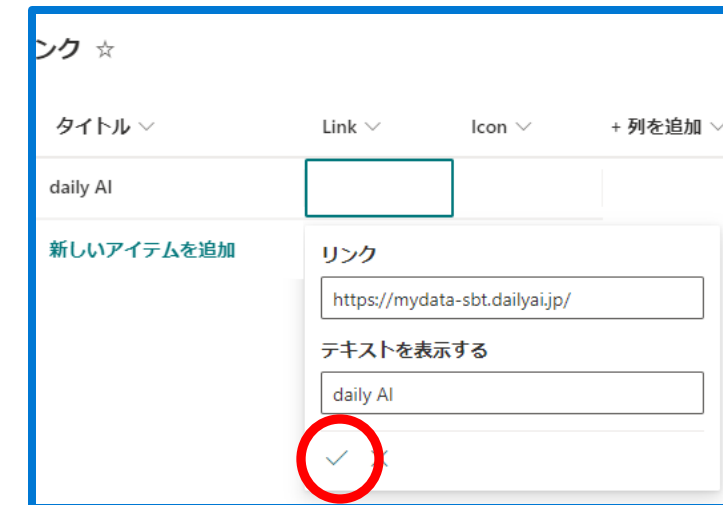 ンク
タイトル Link Icon + 列を追加
daily AI
新しいアイテムを追加
リンク
https://mydata-sbt.dailyai.jp/
テキストを表示する
daily AI